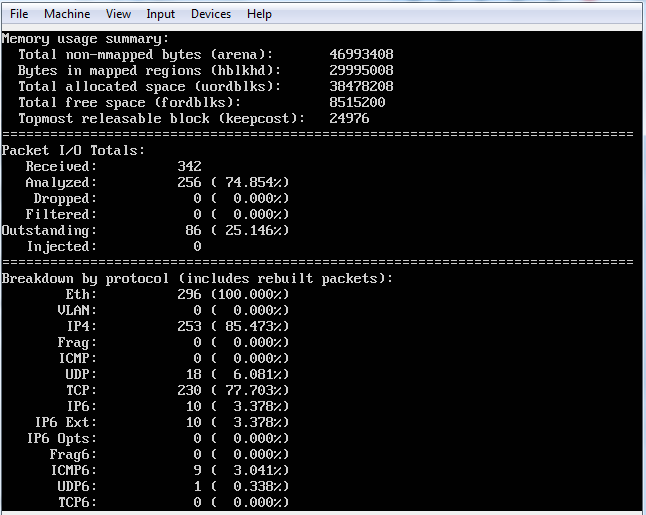 File Machine View Input Devices Help
Memory usage summary:
Total non-mmapped bytes (arena): 46993408
Bytes in mapped regions (hblkhd): 29995008
Total allocated space (uordblks): 38478208
Total free space (fordblks): 8515200
Topmost releasable block (keepcost): 24976
===============================================================================
Packet I/O Totals:
Received: 342
Analyzed: 256 ( 74.854%)
Dropped: 0 ( 0.000%)
Filtered: 0 ( 0.000%)
Outstanding: 86 ( 25.146%)
Injected: 0
===============================================================================
Breakdown by protocol (includes rebuilt packets):
Eth: 296 (100.000%)
VLAN: 0 ( 0.000%)
IP4: 253 ( 85.473%)
Frag: 0 ( 0.000%)
ICMP: 0 ( 0.000%)
UDP: 18 ( 6.081%)
TCP: 230 ( 77.703%)
IP6: 10 ( 3.378%)
IP6 Ext: 10 ( 3.378%)
IP6 Opts: 0 ( 0.000%)
Frag6: 0 ( 0.000%)
ICMP6: 9 ( 3.041%)
UDP6: 1 ( 0.338%)
TCP6: 0 ( 0.000%)